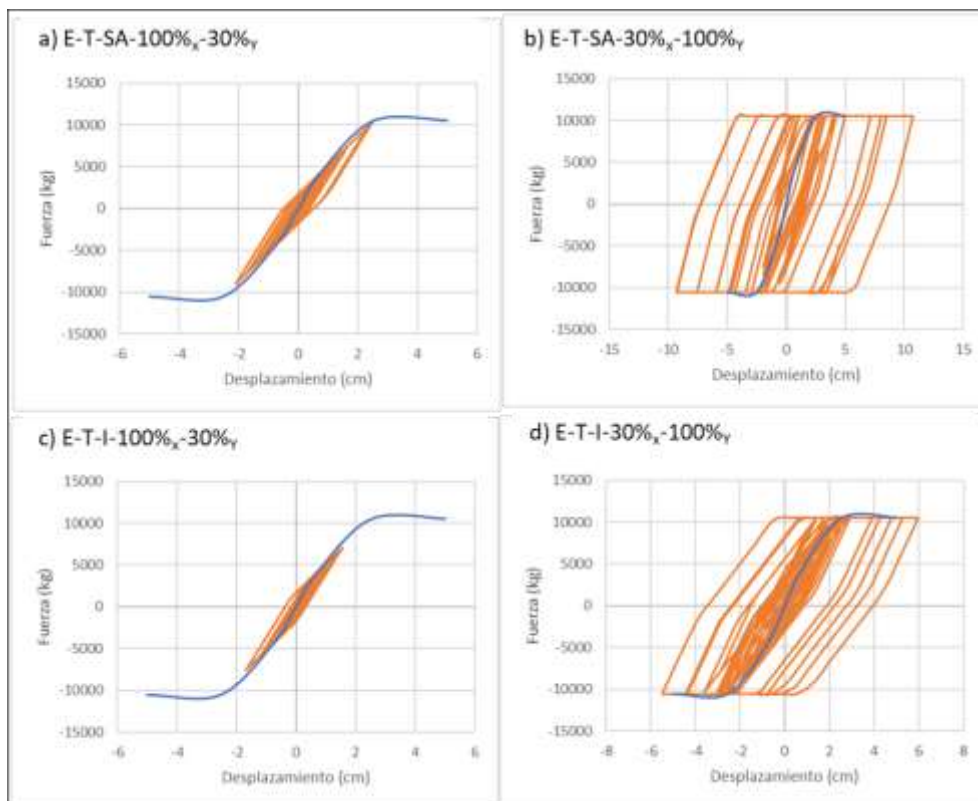 a) E-T-SA-100%ₓ-30%ᵧ
15000
10000
5000
0
-5000
-10000
-15000
Fuerza (kg)
-6 -4 -2 0 2 4 6
Desplazamiento (cm)
b) E-T-SA-30%ₓ-100%ᵧ
15000
10000
5000
0
-5000
-10000
-15000
Fuerza (kg)
-15 -10 -5 0 5 10 15
Desplazamiento (cm)
c) E-T-I-100%ₓ-30%ᵧ
15000
10000
5000
0
-5000
-10000
-15000
Fuerza (kg)
-6 -4 -2 0 2 4 6
Desplazamiento (cm)
d) E-T-I-30%ₓ-100%ᵧ
15000
10000
5000
0
-5000
-10000
-15000
Fuerza (kg)
-8 -6 -4 -2 0 2 4 6 8
Desplazamiento (cm)